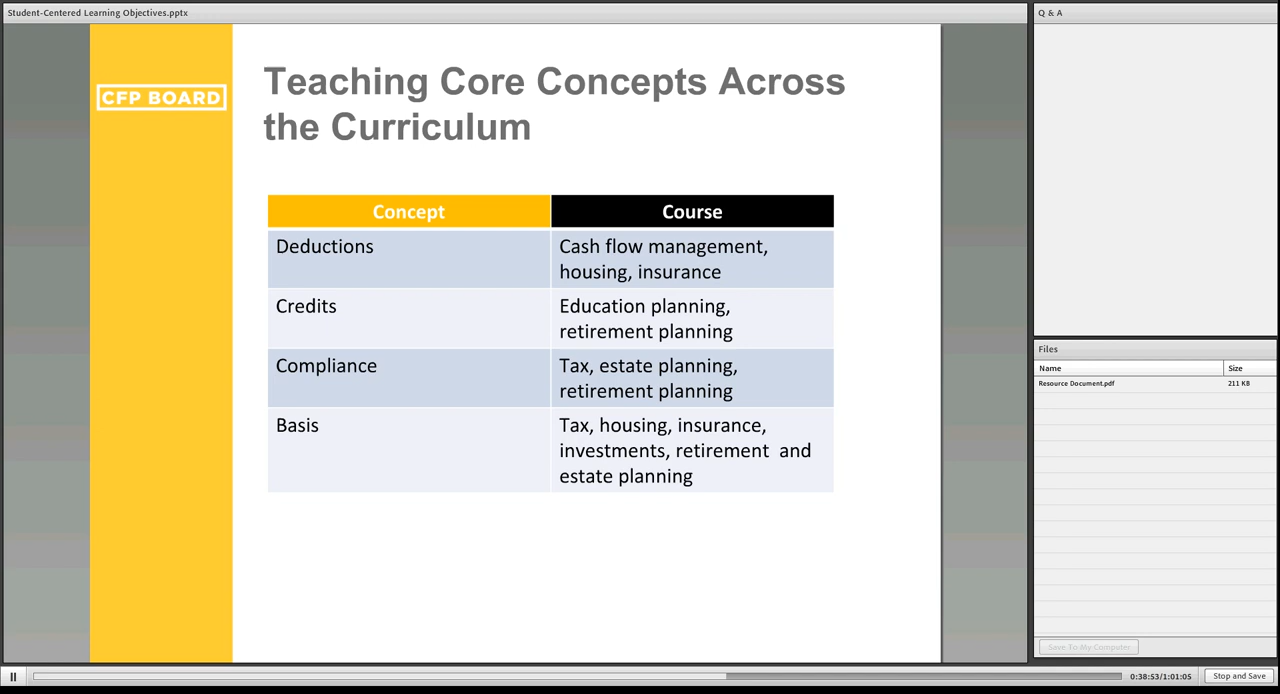 Student-Centered Learning Objectives.pptx
CFP BOARD
Teaching Core Concepts Across
the Curriculum
Concept Course
Deductions
Cash flow management,
housing, insurance
Credits
Education planning,
retirement planning
Compliance
Tax, estate planning,
retirement planning
Basis
Tax, housing, insurance,
investments, retirement and
estate planning
Q & A
Files
Name Size
Resource Document.pdf 211 KB
Save To My Computer
0:38:53/1:01:05
Stop and Save